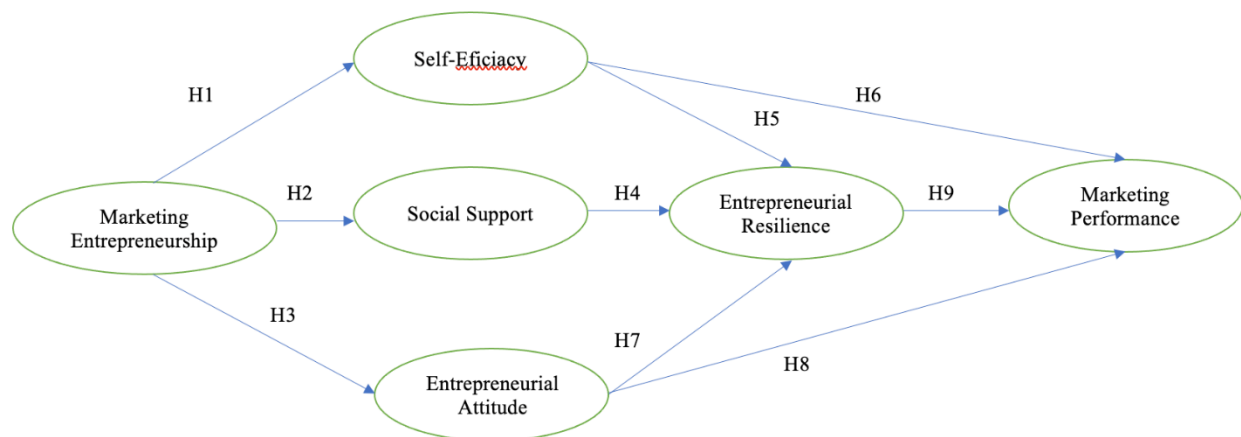 Self-Eficiacy
H1
H6
H5
H2
H4
H9
Marketing
Entrepreneurship
Social Support
Entrepreneurial
Resilience
Marketing
Performance
H3
H7
H8
Entrepreneurial
Attitude